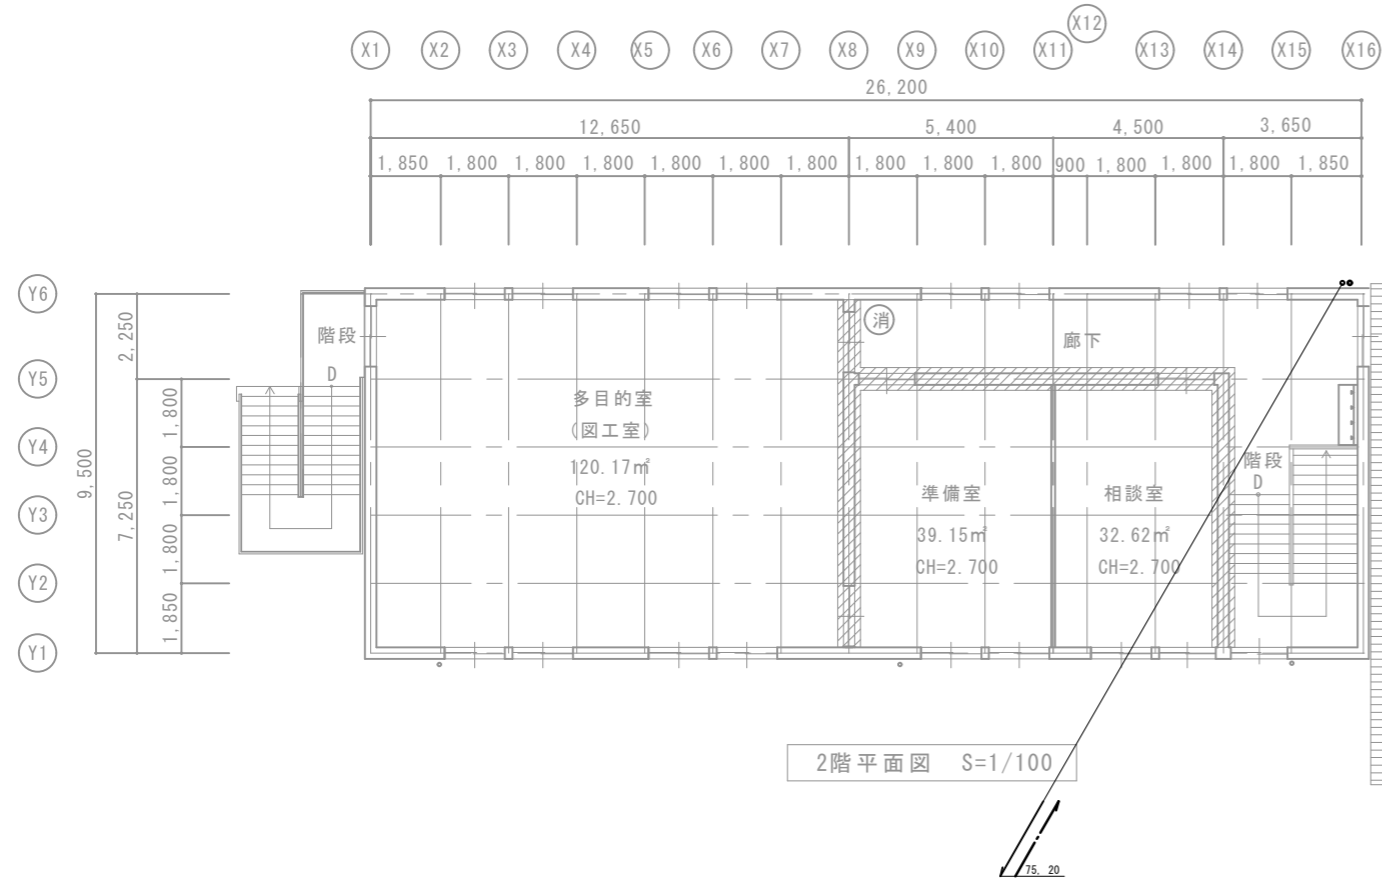 X12
X1 X2 X3 X4 X5 X6 X7 X8 X9 X10 X11 X13 X14 X15 X16
26,200
12,650 5,400 4,500 3,650
1,850 1,800 1,800 1,800 1,800 1,800 1,800 1,800 1,800 1,800 900 1,800 1,800 1,800 1,850
Y6
2,250
階段
消
廊下
Y5
D
多目的室
(図工室)
120.17㎡
CH=2.700
1,800
Y4
9,500
1,800
階段
D
準備室
39.15㎡
CH=2.700
相談室
32.62㎡
CH=2.700
Y3
7,250
1,800
Y2
1,850
Y1
2階平面図 S=1/100
75, 20